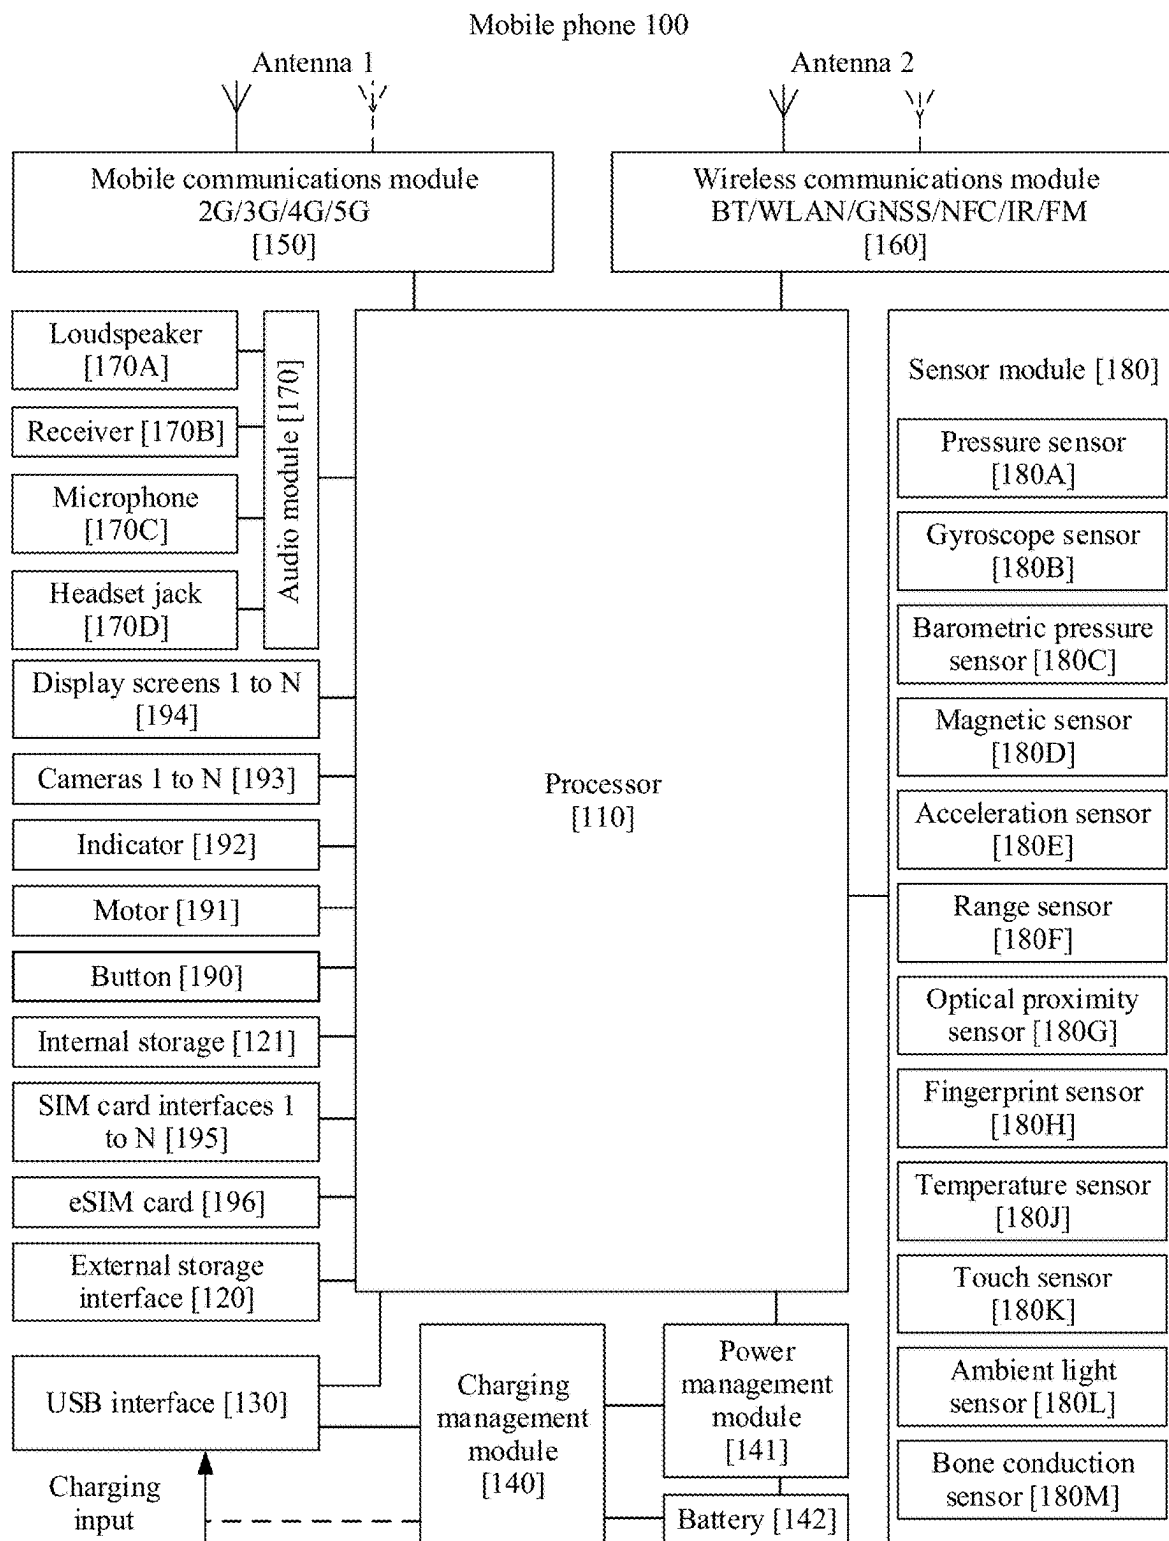 Mobile phone 100
Antenna 1
Antenna 2
Mobile communications module
2G/3G/4G/5G
[150]
Wireless communications module
BT/WLAN/GNSS/NFC/IR/FM
[160]
Loudspeaker
[170A]
Receiver [170B]
Microphone
[170C]
Headset jack
[170D]
Audio module [170]
Display screens 1 to N
[194]
Cameras 1 to N [193]
Indicator [192]
Motor [191]
Button [190]
Internal storage [121]
SIM card interfaces 1
to N [195]
eSIM card [196]
External storage
interface [120]
USB interface [130]
Charging
input
Processor
[110]
Charging
management
module
[140]
Power
management
module
[141]
Battery [142]
Sensor module [180]
Pressure sensor
[180A]
Gyroscope sensor
[180B]
Barometric pressure
sensor [180C]
Magnetic sensor
[180D]
Acceleration sensor
[180E]
Range sensor
[180F]
Optical proximity
sensor [180G]
Fingerprint sensor
[180H]
Temperature sensor
[180J]
Touch sensor
[180K]
Ambient light
sensor [180L]
Bone conduction
sensor [180M]